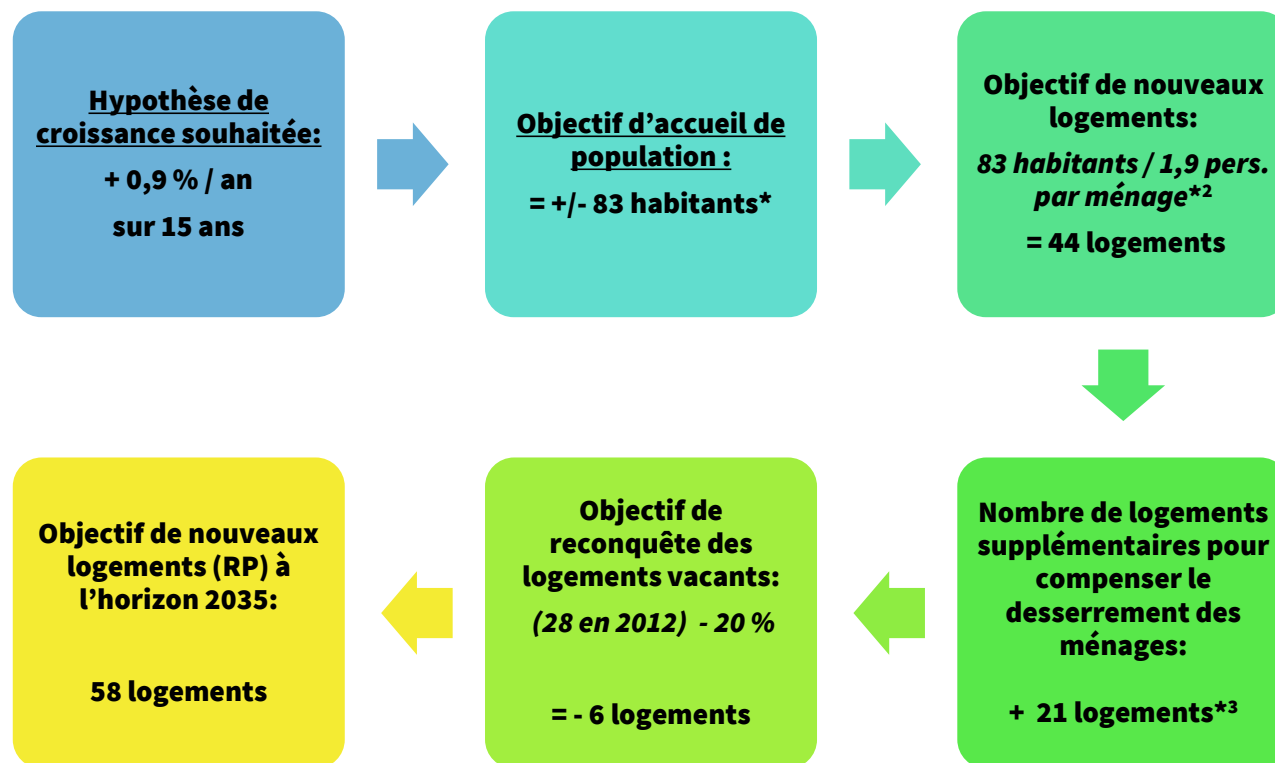 Hypothèse de
croissance souhaitée:
+ 0,9 % / an
sur 15 ans
Objectif d’accueil de
population :
= +/- 83 habitants*
Objectif de nouveaux
logements:
83 habitants / 1,9 pers.
par ménage*²
= 44 logements
Nombre de logements
supplémentaires pour
compenser le
desserrement des
ménages:
+ 21 logements*³
Objectif de
reconquête des
logements vacants:
(28 en 2012) - 20 %
= - 6 logements
Objectif de nouveaux
logements (RP) à
l’horizon 2035:
58 logements